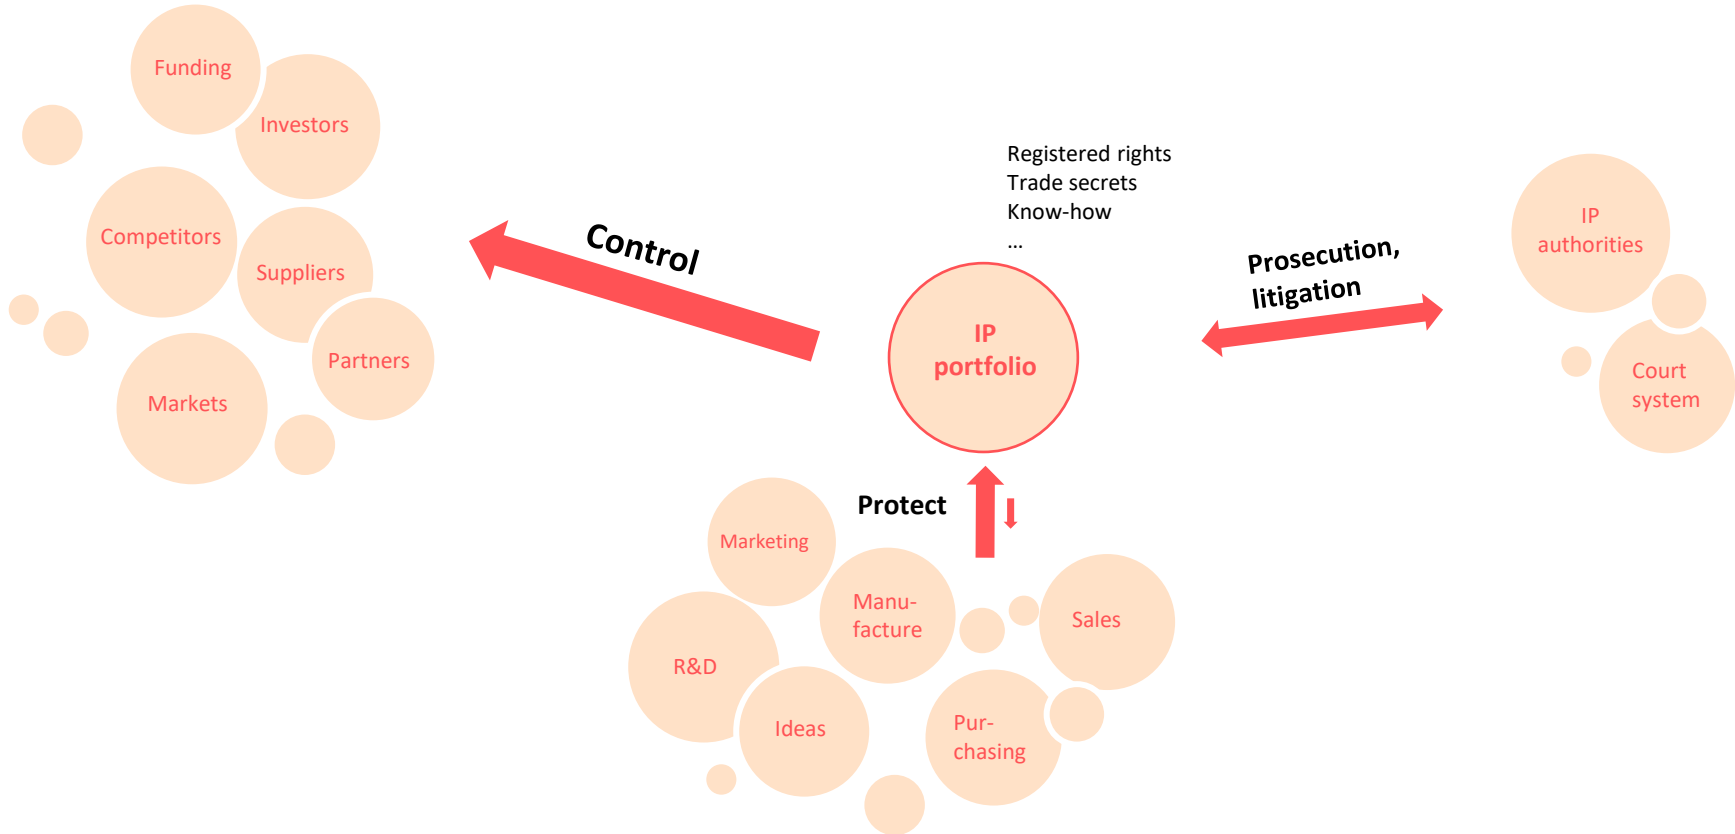 Funding
Investors
Competitors
Suppliers
Partners
Markets
Control
Registered rights
Trade secrets
Know-how
...
IP
portfolio
Prosecution,
litigation
IP
authorities
Court
system
Protect
Marketing
Manu-
facture
Sales
R&D
Ideas
Pur-
chasing